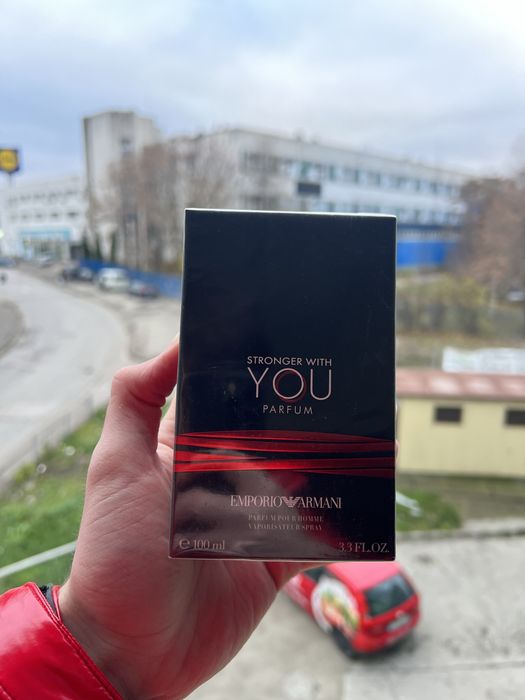 STRONGER WITH
YOU
PARFUM
EMPORIO ARMANI
PARFUM POUR HOMME
VAPORISATEUR SPRAY
e 100 ml
3.3 FL.OZ.